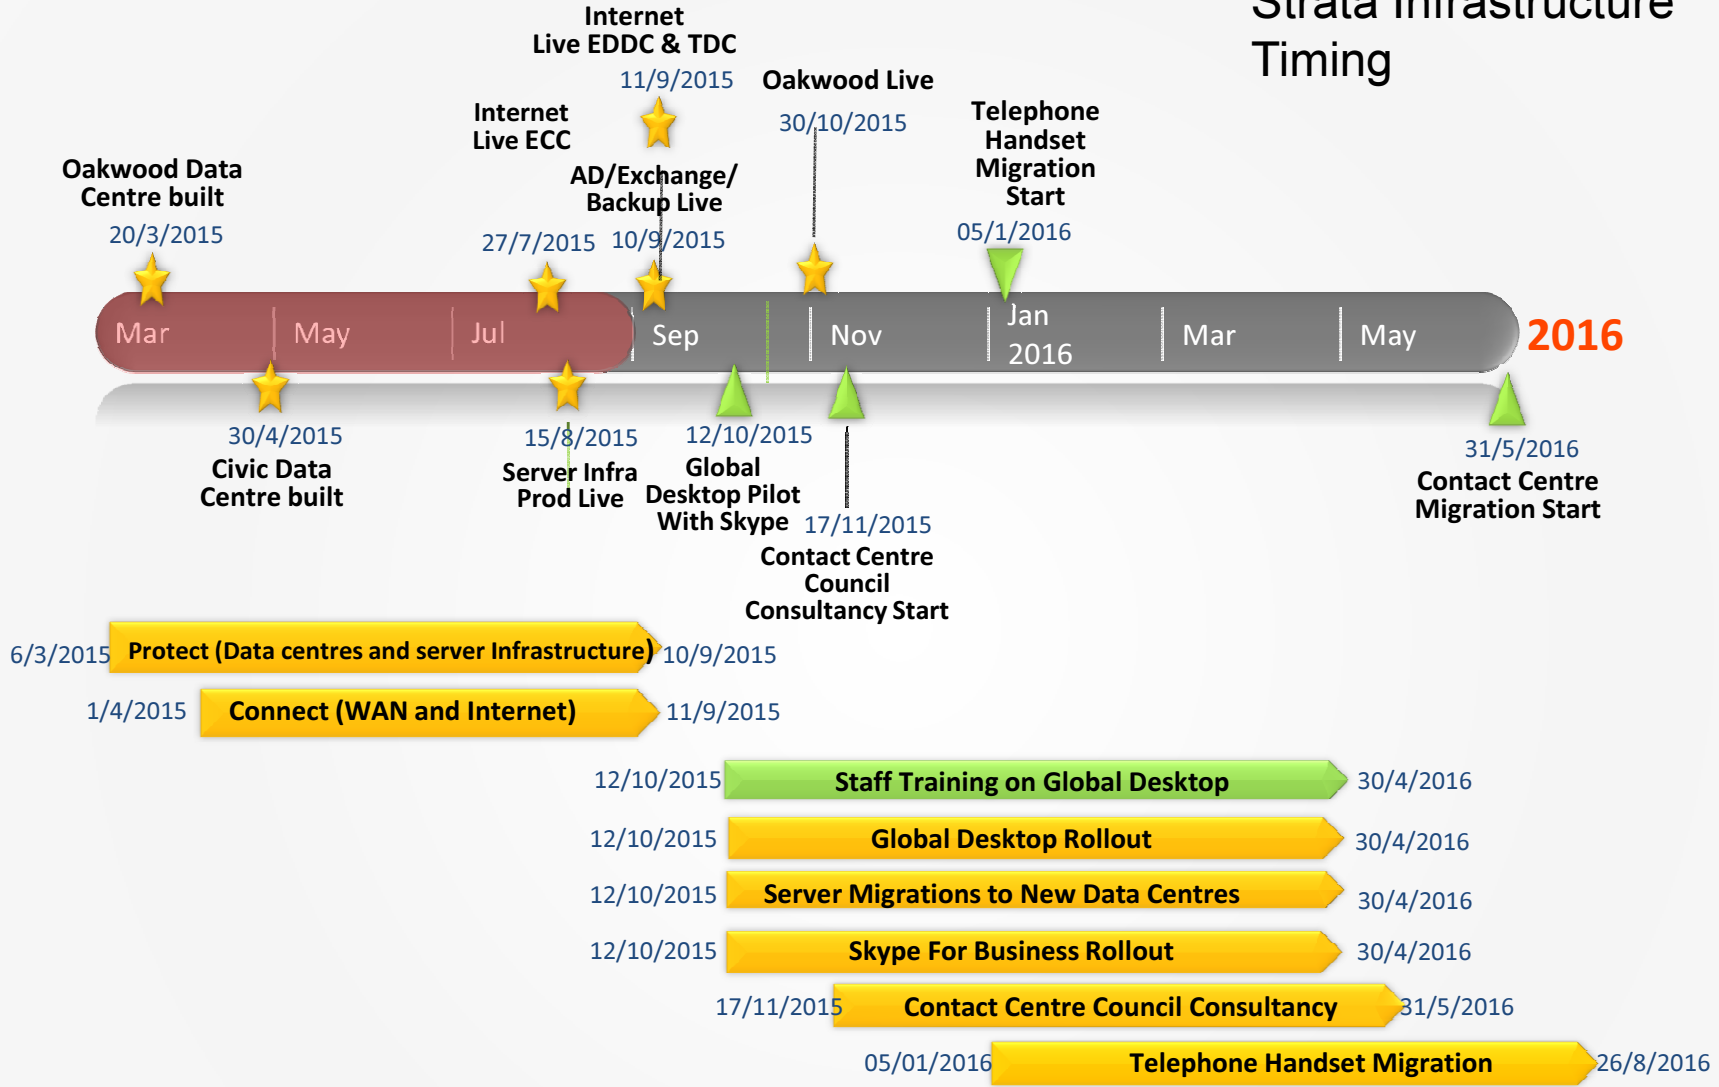 Strata Infrastructure
Timing
Internet
Live EDDC & TDC
11/9/2015
Oakwood Live
30/10/2015
Internet
Live ECC
27/7/2015
Telephone
Handset
Migration
Start
05/1/2016
Oakwood Data
Centre built
20/3/2015
AD/Exchange/
Backup Live
10/9/2015
Mar
May
Jul
Sep
Nov
Jan
2016
Mar
May
2016
30/4/2015
Civic Data
Centre built
15/8/2015
Server Infra
Prod Live
12/10/2015
Global
Desktop Pilot
With Skype
17/11/2015
Contact Centre
Council
Consultancy Start
31/5/2016
Contact Centre
Migration Start
6/3/2015 Protect (Data centres and server Infrastructure) 10/9/2015
1/4/2015 Connect (WAN and Internet) 11/9/2015
12/10/2015 Staff Training on Global Desktop 30/4/2016
12/10/2015 Global Desktop Rollout 30/4/2016
12/10/2015 Server Migrations to New Data Centres 30/4/2016
12/10/2015 Skype For Business Rollout 30/4/2016
17/11/2015 Contact Centre Council Consultancy 31/5/2016
05/01/2016 Telephone Handset Migration 26/8/2016